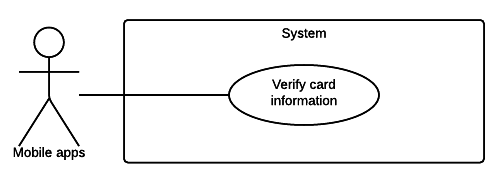 System
Verify card
information
Mobile apps